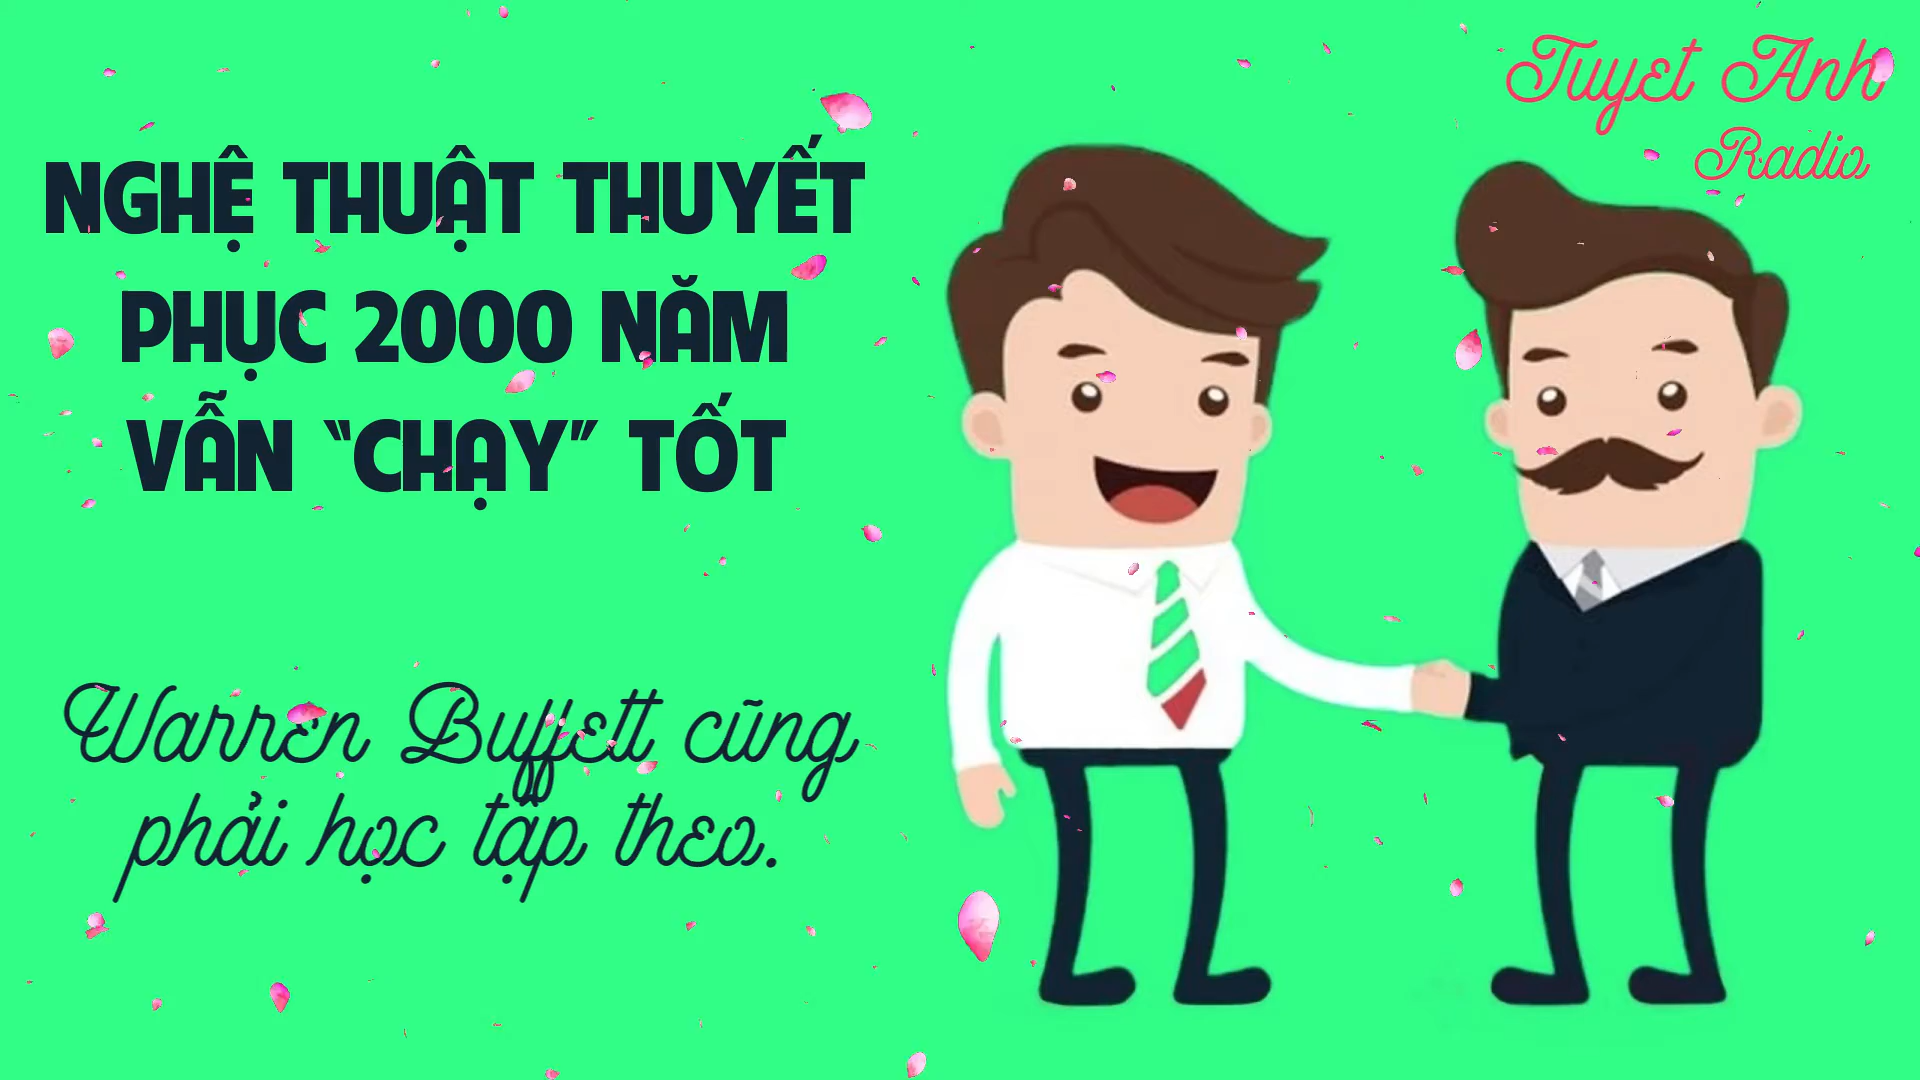 NGHỆ THUẬT THUYẾT
PHỤC 2000 NĂM
VẪN "CHẠY" TỐT
Warren Buffett cũng
phải học tập theo.
Tuyet Anh
Radio